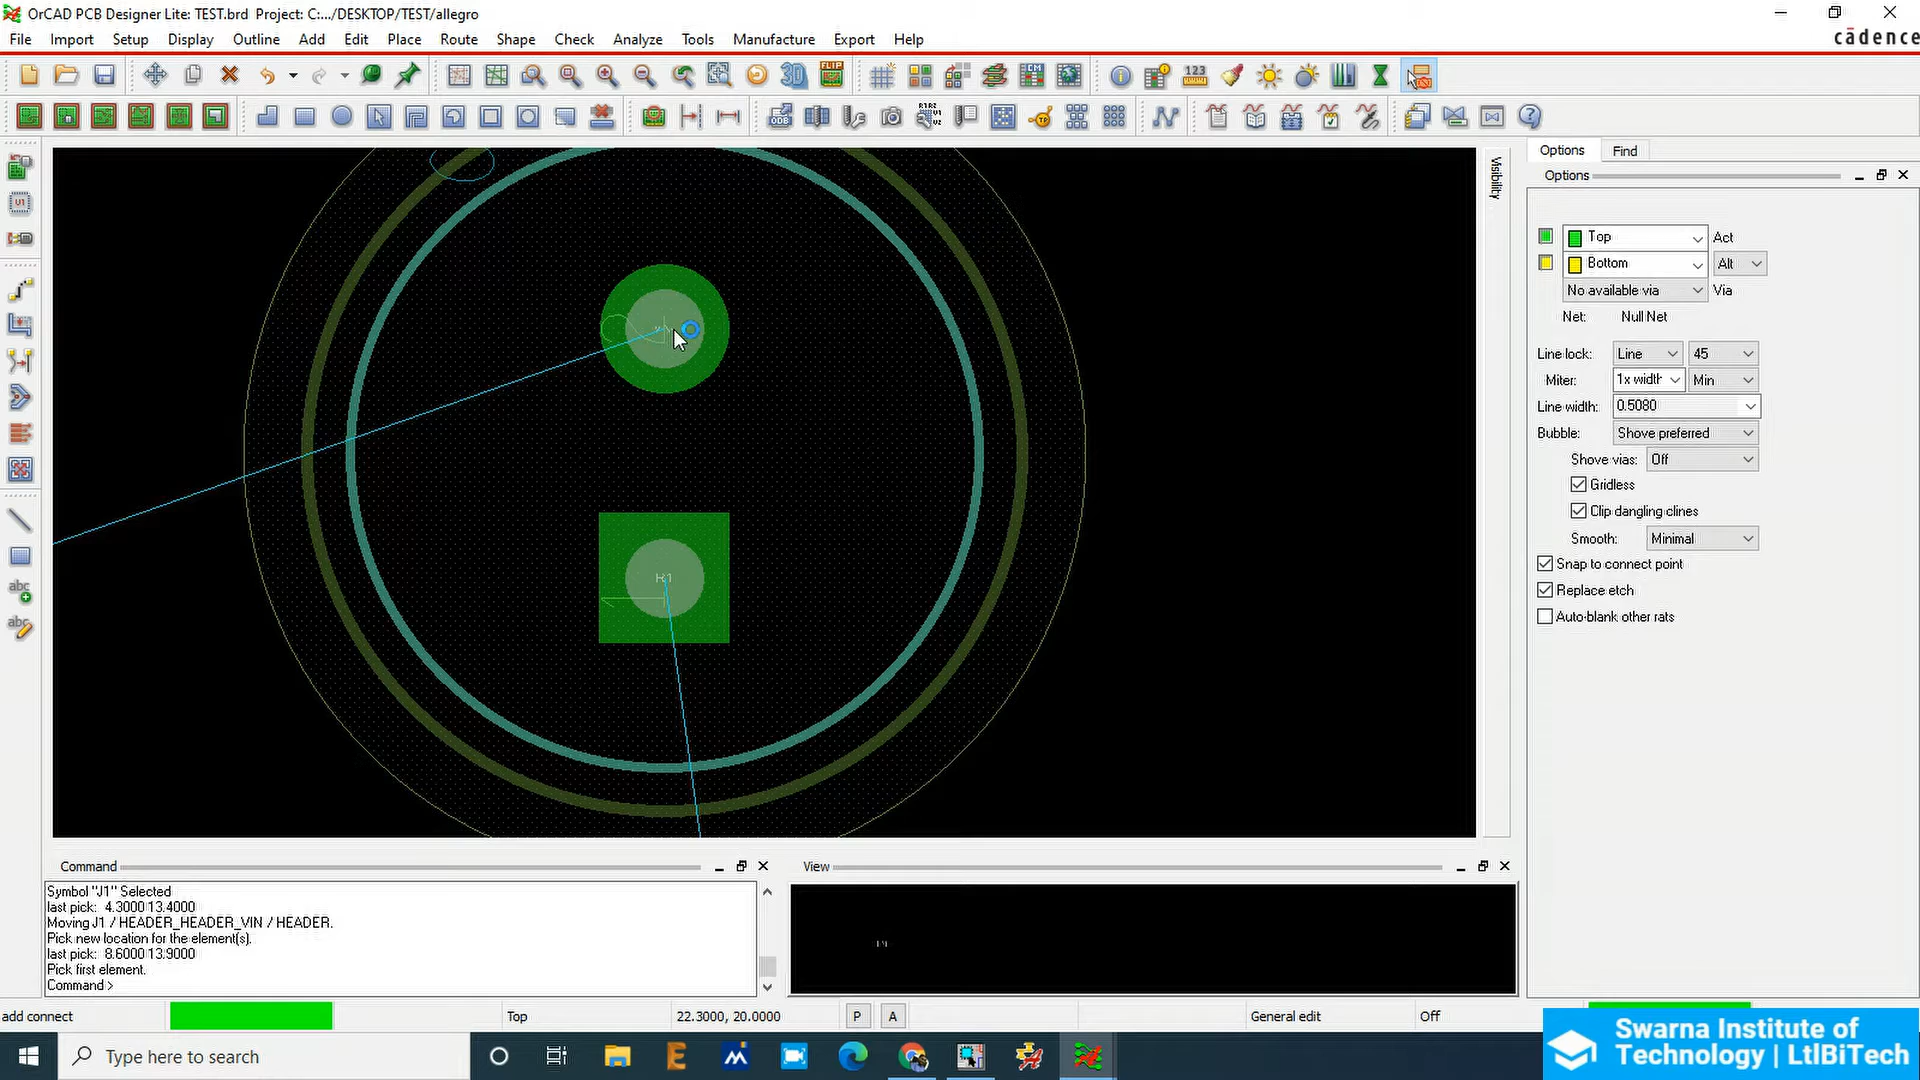 OrCAD PCB Designer Lite: TEST.brd  Project: C:.../DESKTOP/TEST/allegro
File Import Setup Display Outline Add Edit Place Route Shape Check Analyze Tools Manufacture Export Help
cādence
Visibility
Options Find
Options
Top Act
Bottom Alt
No available via Via
Net: Null Net
Line lock: Line 45
Miter: 1x width Min
Line width: 0.5080
Bubble: Shove preferred
Shove vias: Off
Gridless
Clip dangling clines
Smooth: Minimal
Snap to connect point
Replace etch
Auto-blank other rats
Command
Symbol "J1" Selected
last pick:  4.3000 13.4000
Moving J1 / HEADER_HEADER_VIN / HEADER.
Pick new location for the element(s).
last pick:  8.6000 13.9000
Pick first element.
Command >
View
add connect Top 22.3000, 20.0000 P A General edit Off
Type here to search
Swarna Institute of
Technology | LtIBiTech